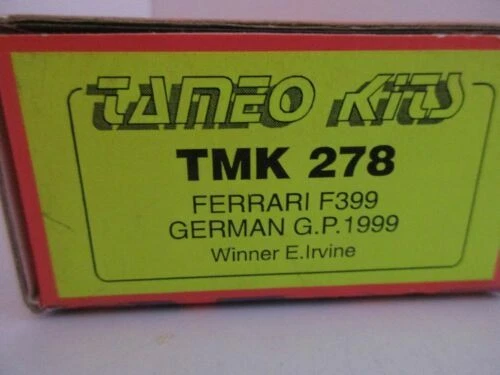 TAMEO KITS
TMK 278
FERRARI F399
GERMAN G.P.1999
Winner E.Irvine